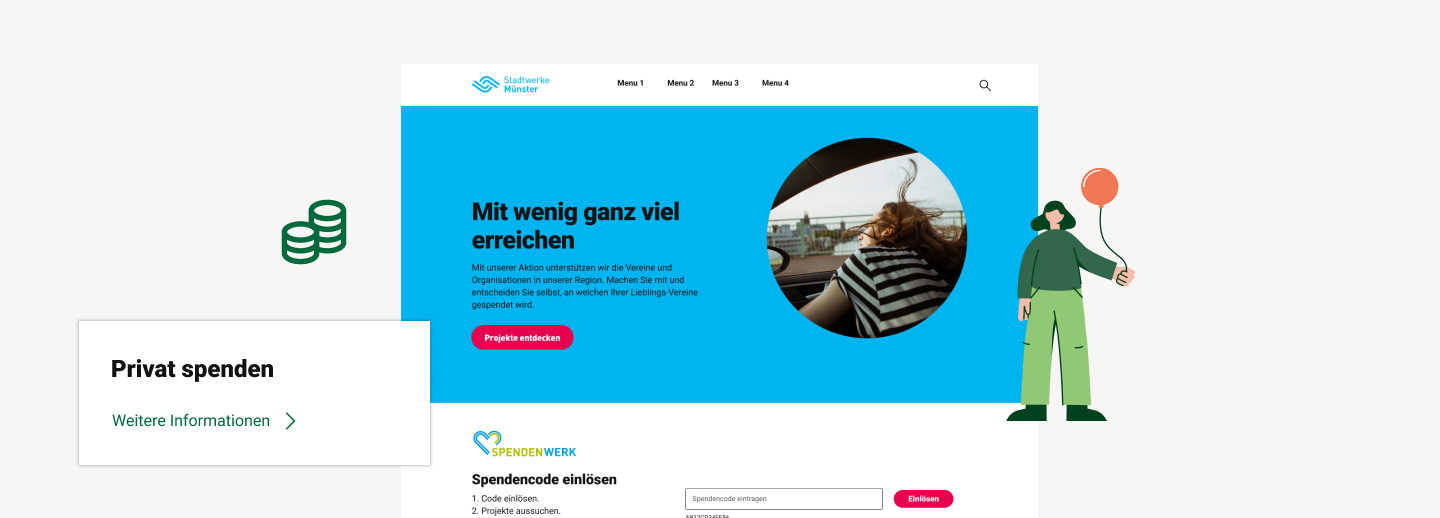 Stadtwerke
Münster
Menu 1
Menu 2
Menu 3
Menu 4
Mit wenig ganz viel
erreichen
Mit unserer Aktion unterstützen wir die Vereine und
Organisationen in unserer Region. Machen Sie mit und
entscheiden Sie selbst, an welchen Ihrer Lieblings-Vereine
gespendet wird.
Projekte entdecken
Privat spenden
Weitere Informationen
SPENDENWERK
Spendencode einlösen
1. Code einlösen.
2. Projekte aussuchen.
Spendencode eintragen
Einlösen